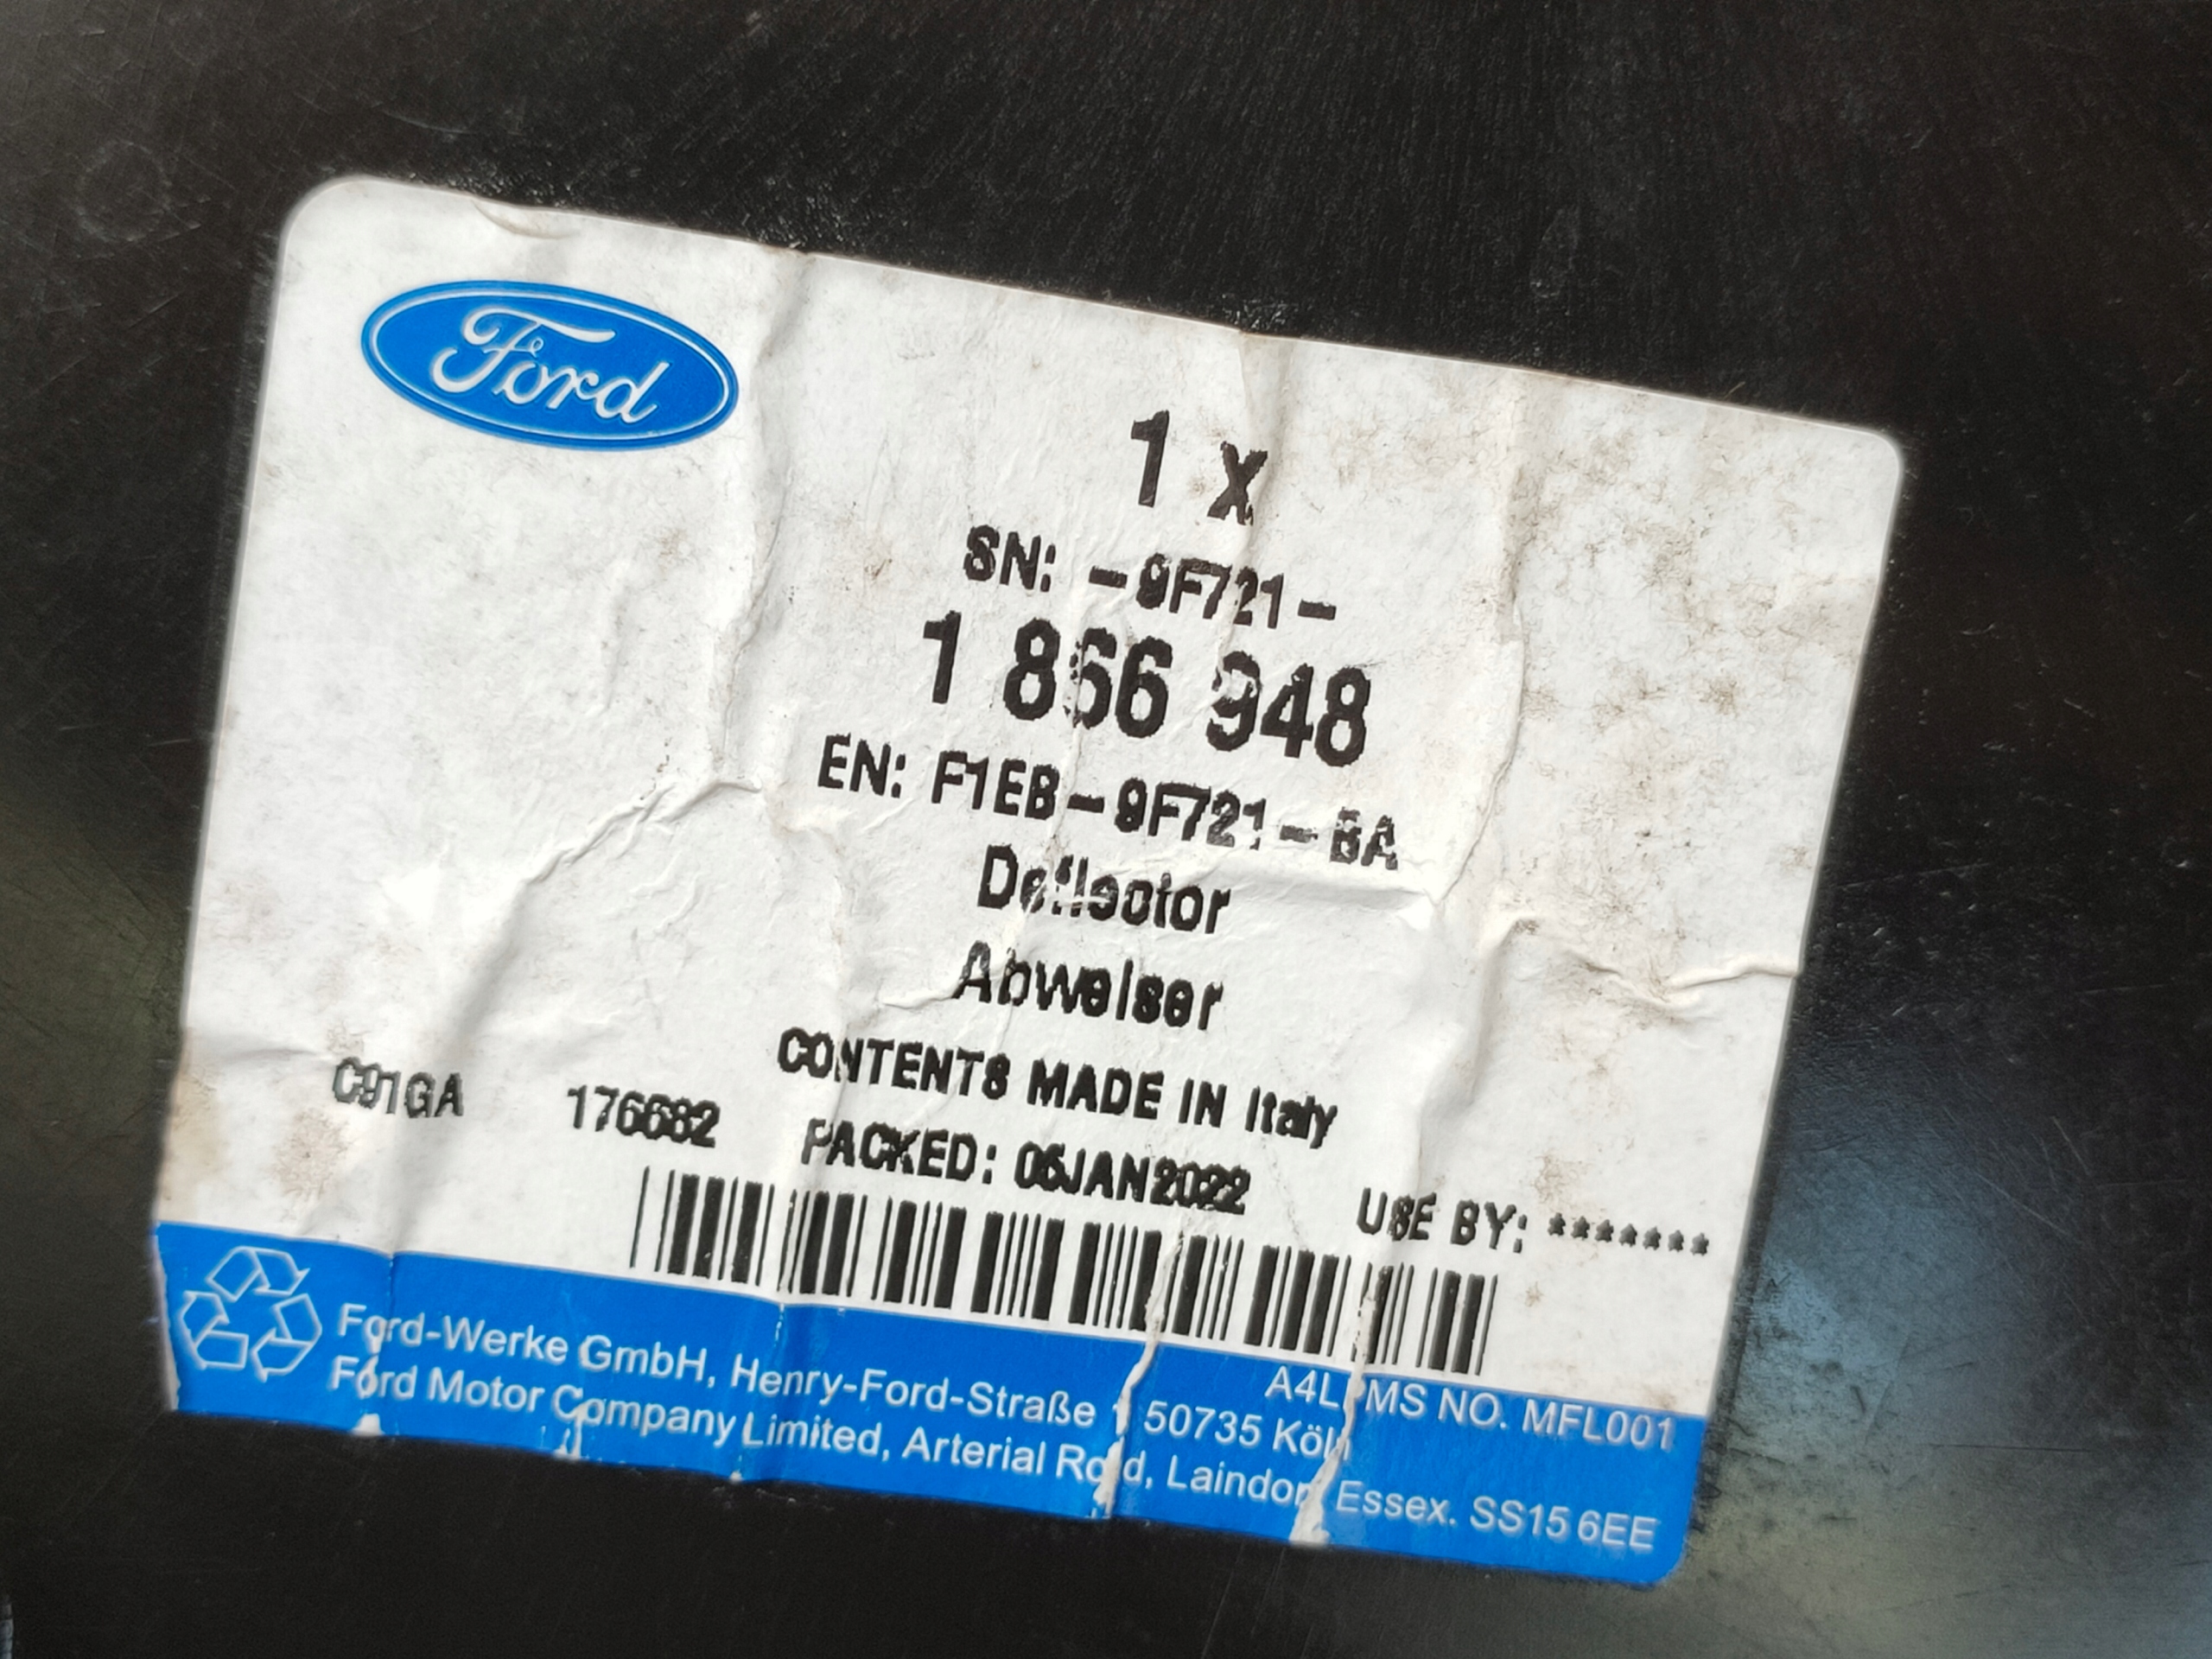 Ford
1 x
SN: -9F721-
1 866 948
EN: F1EB-9F721-BA
Deflector
Abweiser
CONTENTS MADE IN Italy
C91GA 176682 PACKED: 05JAN2022 USE BY: *******
A4L MS NO. MFL001
Ford-Werke GmbH, Henry-Ford-Straße 1, 50735 Köln
Ford Motor Company Limited, Arterial Road, Laindon, Essex. SS15 6EE